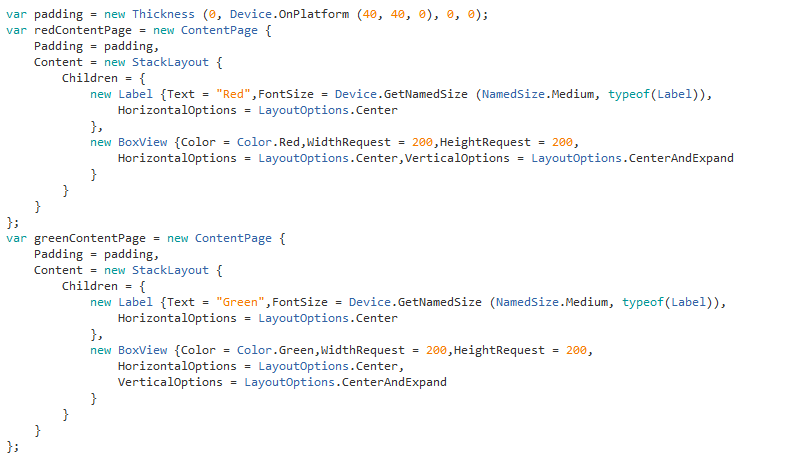 var padding = new Thickness (0, Device.OnPlatform (40, 40, 0), 0, 0);
var redContentPage = new ContentPage {
    Padding = padding,
    Content = new StackLayout {
        Children = {
            new Label {Text = "Red",FontSize = Device.GetNamedSize (NamedSize.Medium, typeof(Label)),
                HorizontalOptions = LayoutOptions.Center
            },
            new BoxView {Color = Color.Red,WidthRequest = 200,HeightRequest = 200,
                HorizontalOptions = LayoutOptions.Center,VerticalOptions = LayoutOptions.CenterAndExpand
            }
        }
    }
};
var greenContentPage = new ContentPage {
    Padding = padding,
    Content = new StackLayout {
        Children = {
            new Label {Text = "Green",FontSize = Device.GetNamedSize (NamedSize.Medium, typeof(Label)),
                HorizontalOptions = LayoutOptions.Center
            },
            new BoxView {Color = Color.Green,WidthRequest = 200,HeightRequest = 200,
                HorizontalOptions = LayoutOptions.Center,
                VerticalOptions = LayoutOptions.CenterAndExpand
            }
        }
    }
};